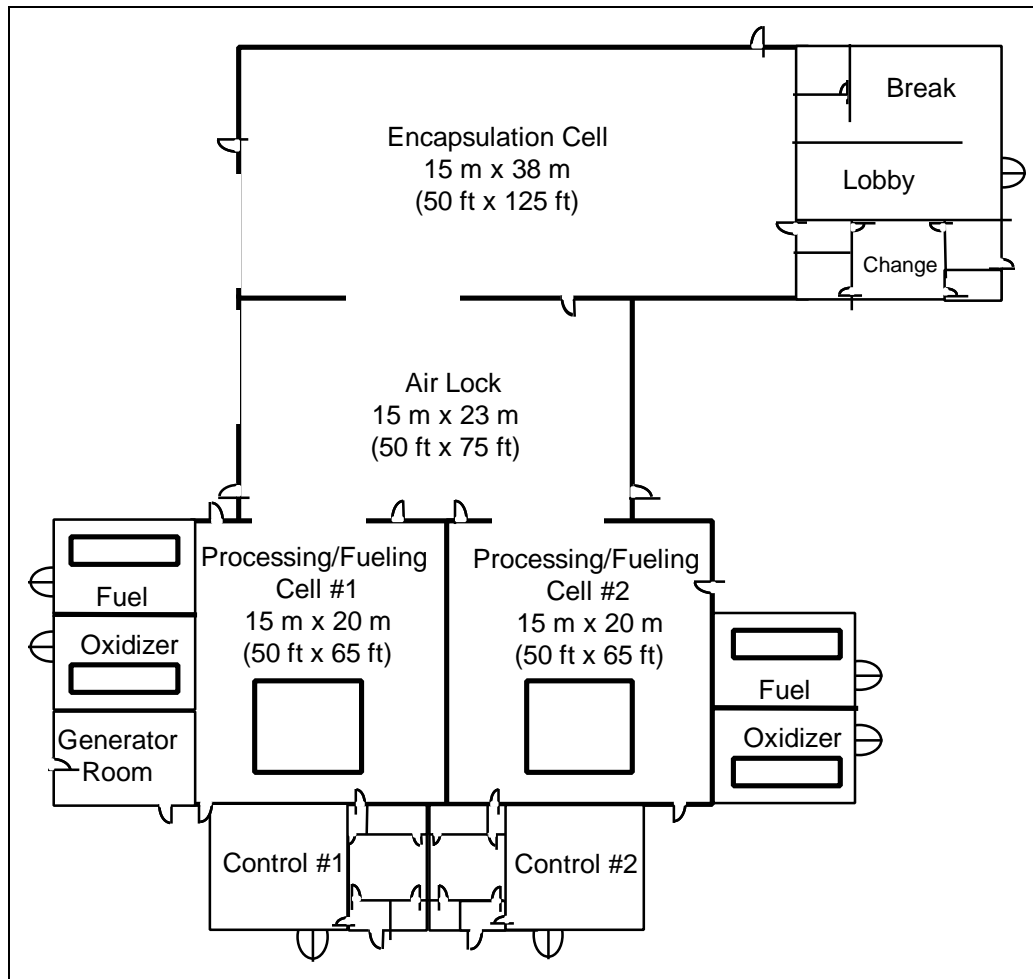 Encapsulation Cell
15 m x 38 m
(50 ft x 125 ft)
Break
Lobby
Change
Air Lock
15 m x 23 m
(50 ft x 75 ft)
Processing/Fueling
Cell #1
15 m x 20 m
(50 ft x 65 ft)
Processing/Fueling
Cell #2
15 m x 20 m
(50 ft x 65 ft)
Fuel
Oxidizer
Generator
Room
Fuel
Oxidizer
Control #1
Control #2